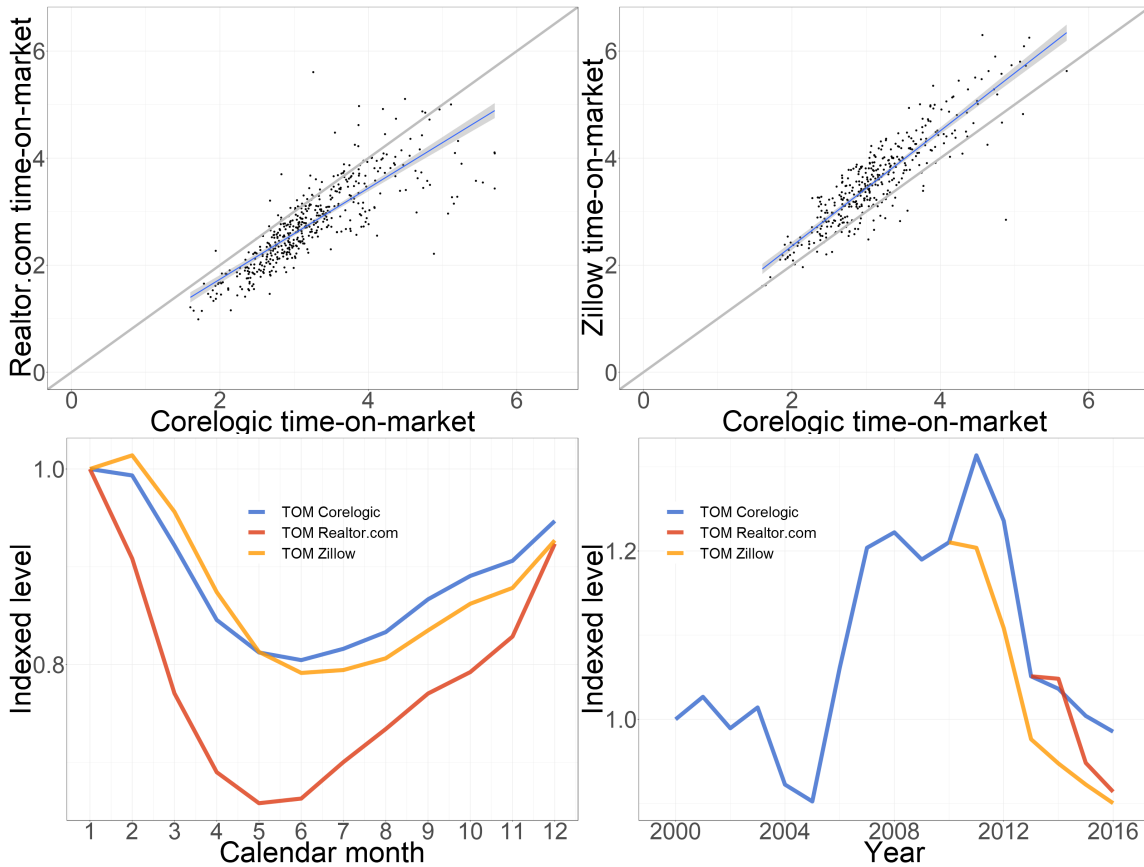 Realtor.com time-on-market
6
4
2
0
0 2 4 6
Corelogic time-on-market
Zillow time-on-market
6
4
2
0
0 2 4 6
Corelogic time-on-market
Indexed level
1.0
0.8
TOM Corelogic
TOM Realtor.com
TOM Zillow
1 2 3 4 5 6 7 8 9 10 11 12
Calendar month
Indexed level
1.2
1.0
TOM Corelogic
TOM Realtor.com
TOM Zillow
2000 2004 2008 2012 2016
Year